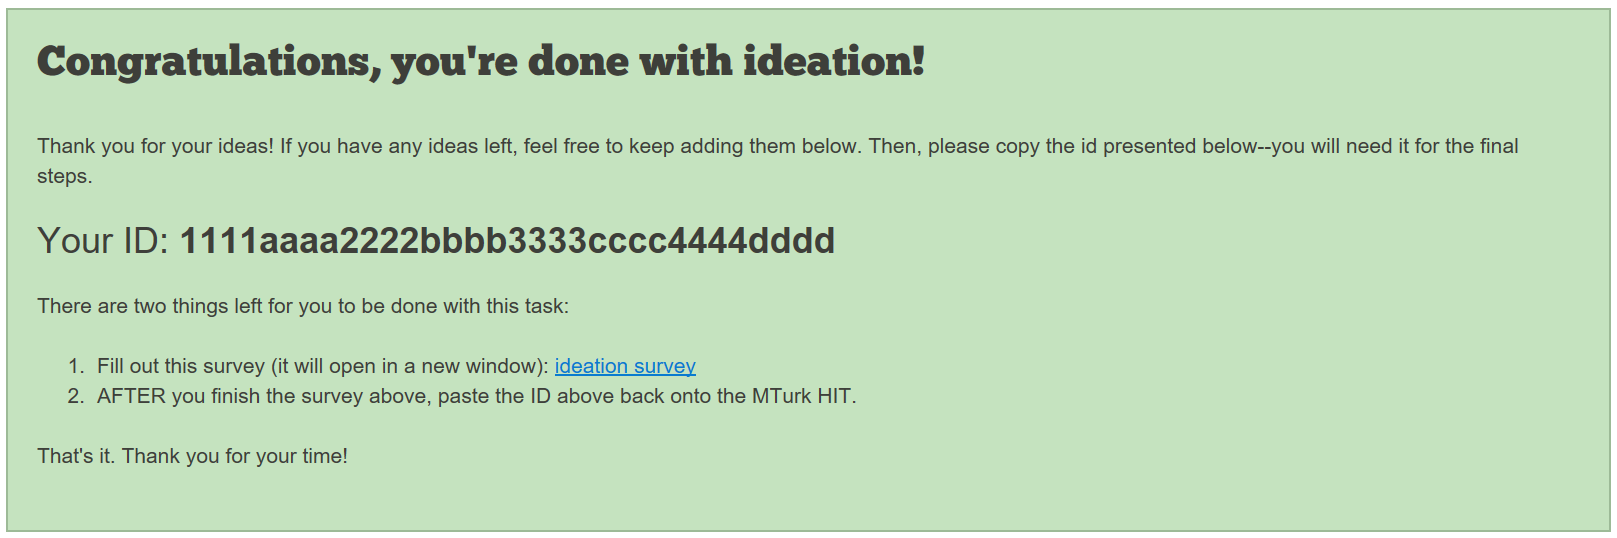 Congratulations, you're done with ideation!
Thank you for your ideas! If you have any ideas left, feel free to keep adding them below. Then, please copy the id presented below--you will need it for the final
steps.
Your ID: 1111aaaa2222bbbb3333cccc4444dddd
There are two things left for you to be done with this task:
1. Fill out this survey (it will open in a new window): ideation survey
2. AFTER you finish the survey above, paste the ID above back onto the MTurk HIT.
That's it. Thank you for your time!